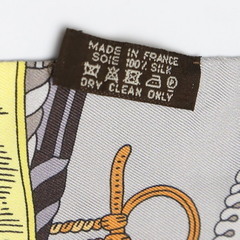 MADE IN FRANCE
SOIE 100% SILK
DRY CLEAN ONLY